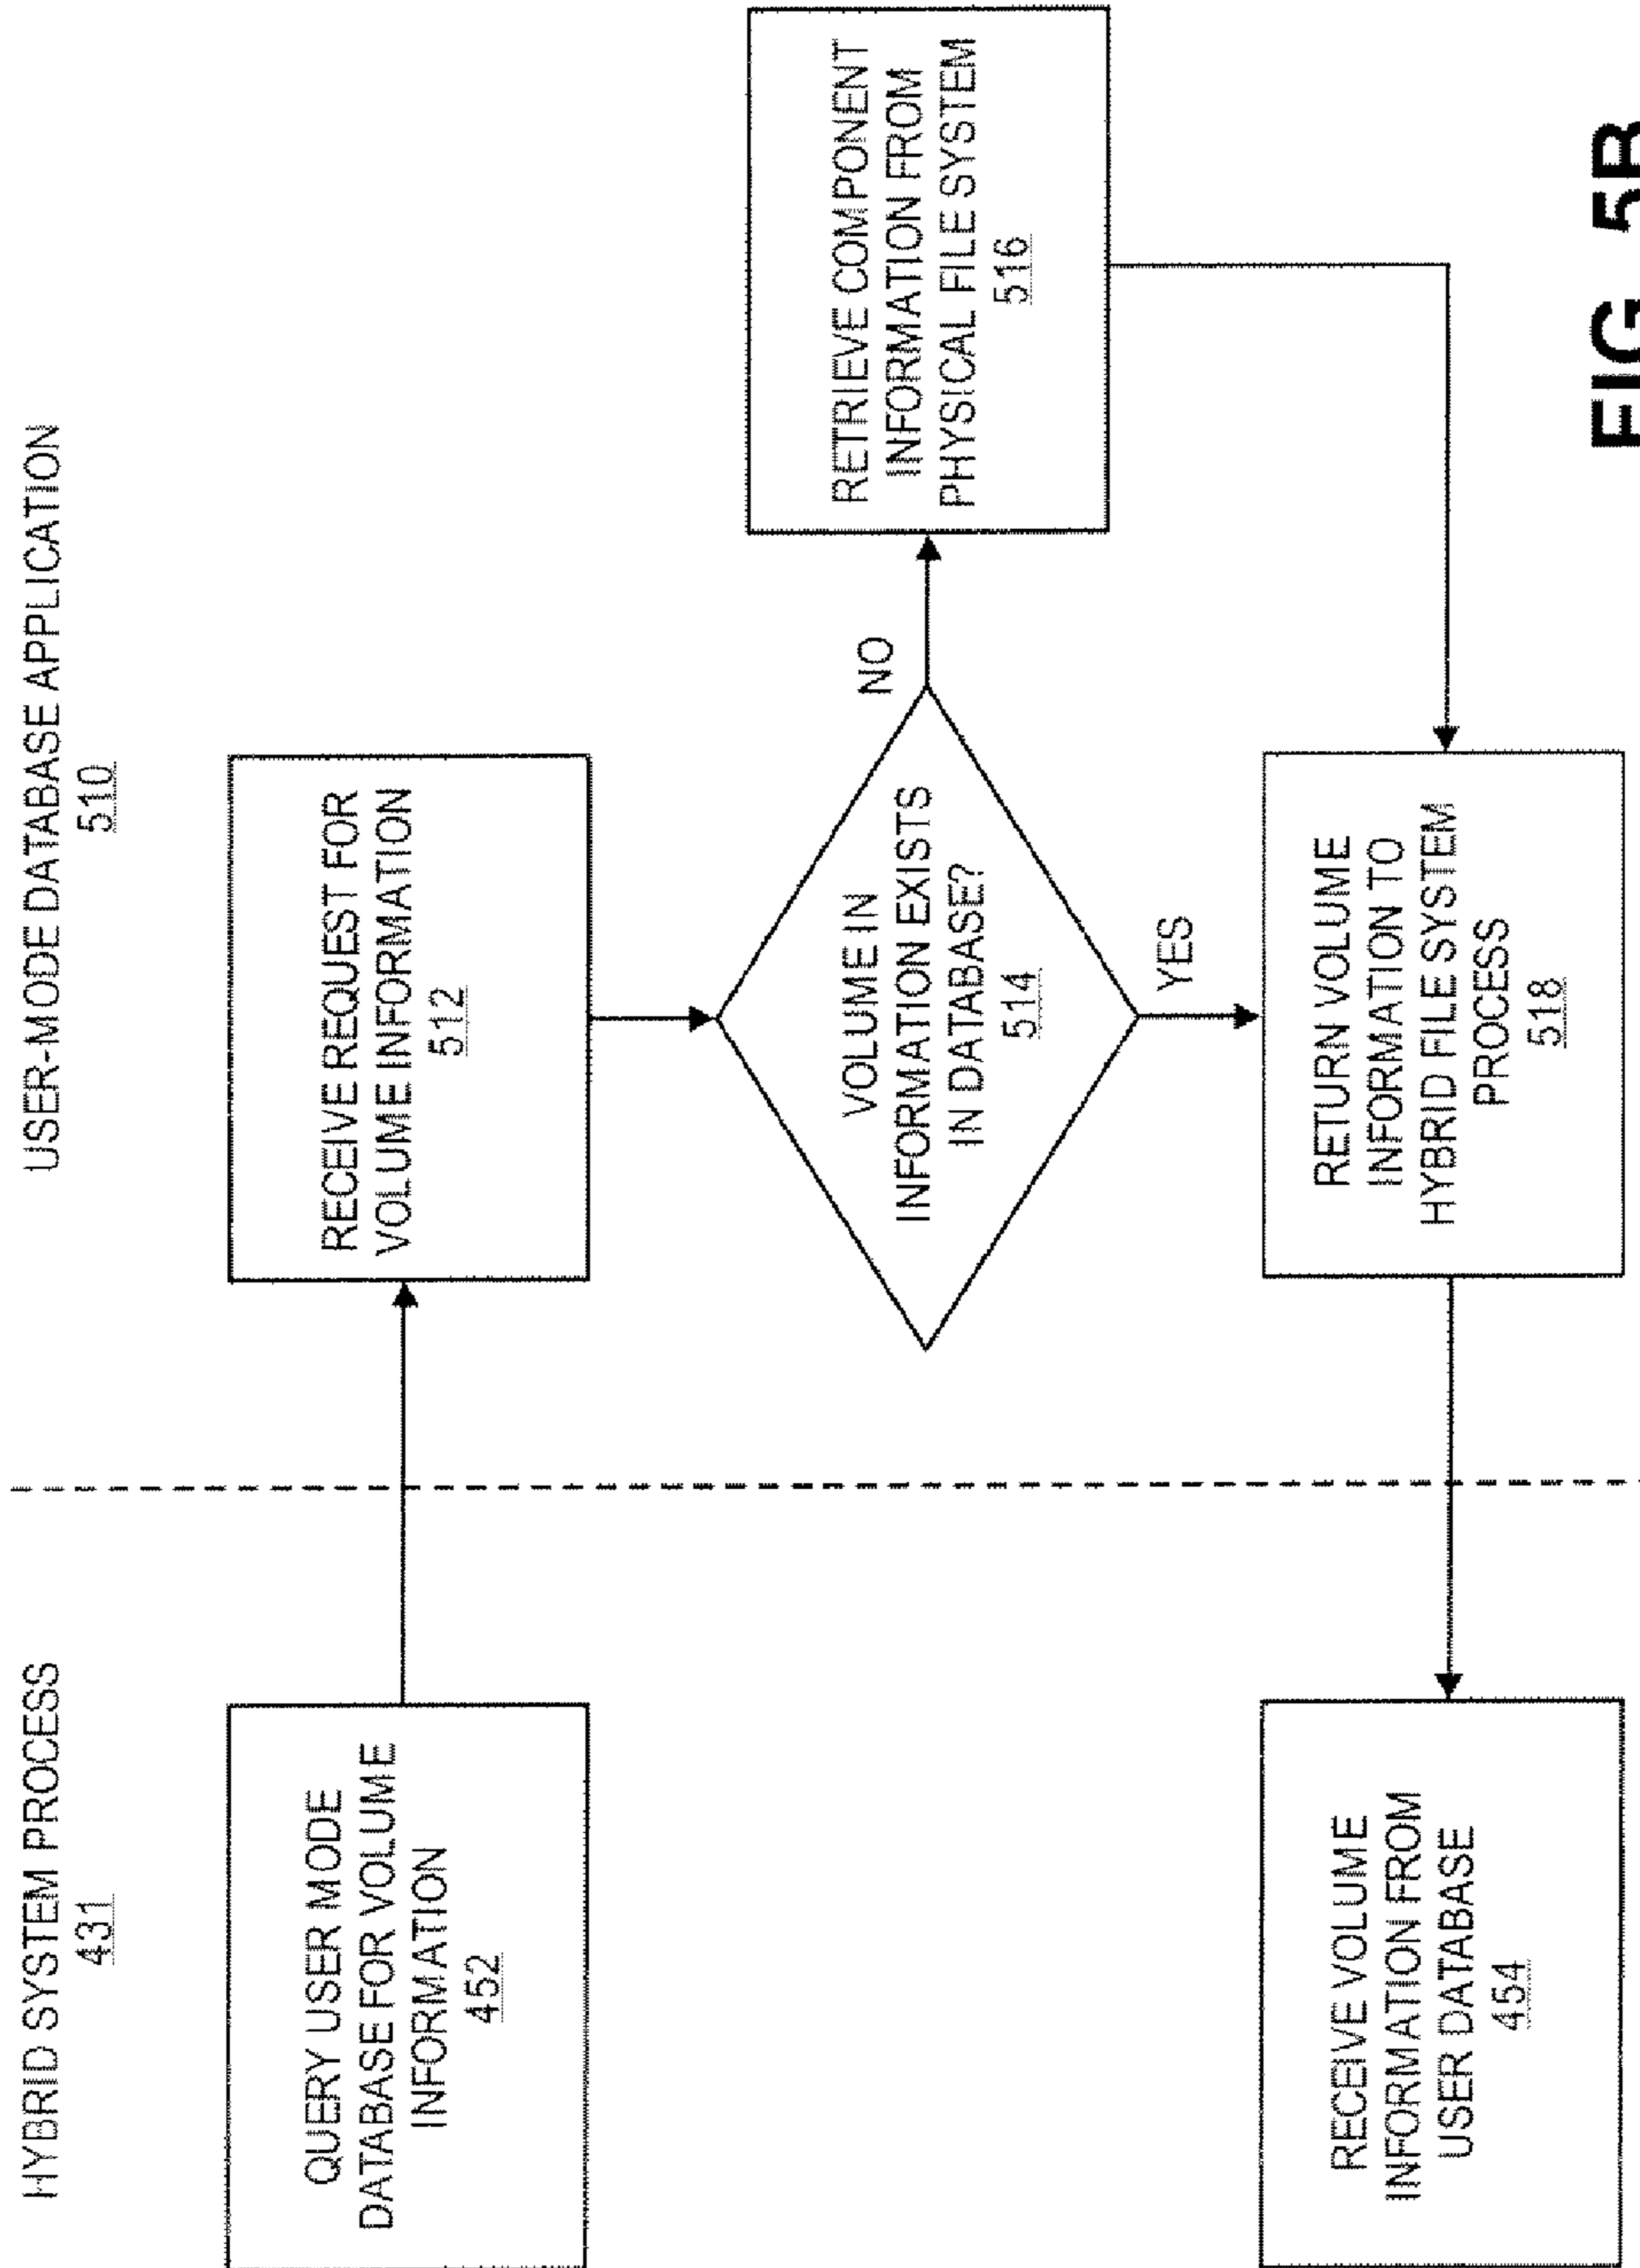 HYBRID SYSTEM PROCESS
431
USER-MODE DATABASE APPLICATION
510
QUERY USER MODE
DATABASE FOR VOLUME
INFORMATION
452
RECEIVE REQUEST FOR
VOLUME INFORMATION
512
VOLUME IN
INFORMATION EXISTS
IN DATABASE?
514
NO
RETRIEVE COMPONENT
INFORMATION FROM
PHYSICAL FILE SYSTEM
516
YES
RETURN VOLUME
INFORMATION TO
HYBRID FILE SYSTEM
PROCESS
518
RECEIVE VOLUME
INFORMATION FROM
USER DATABASE
454
FIG. 5B